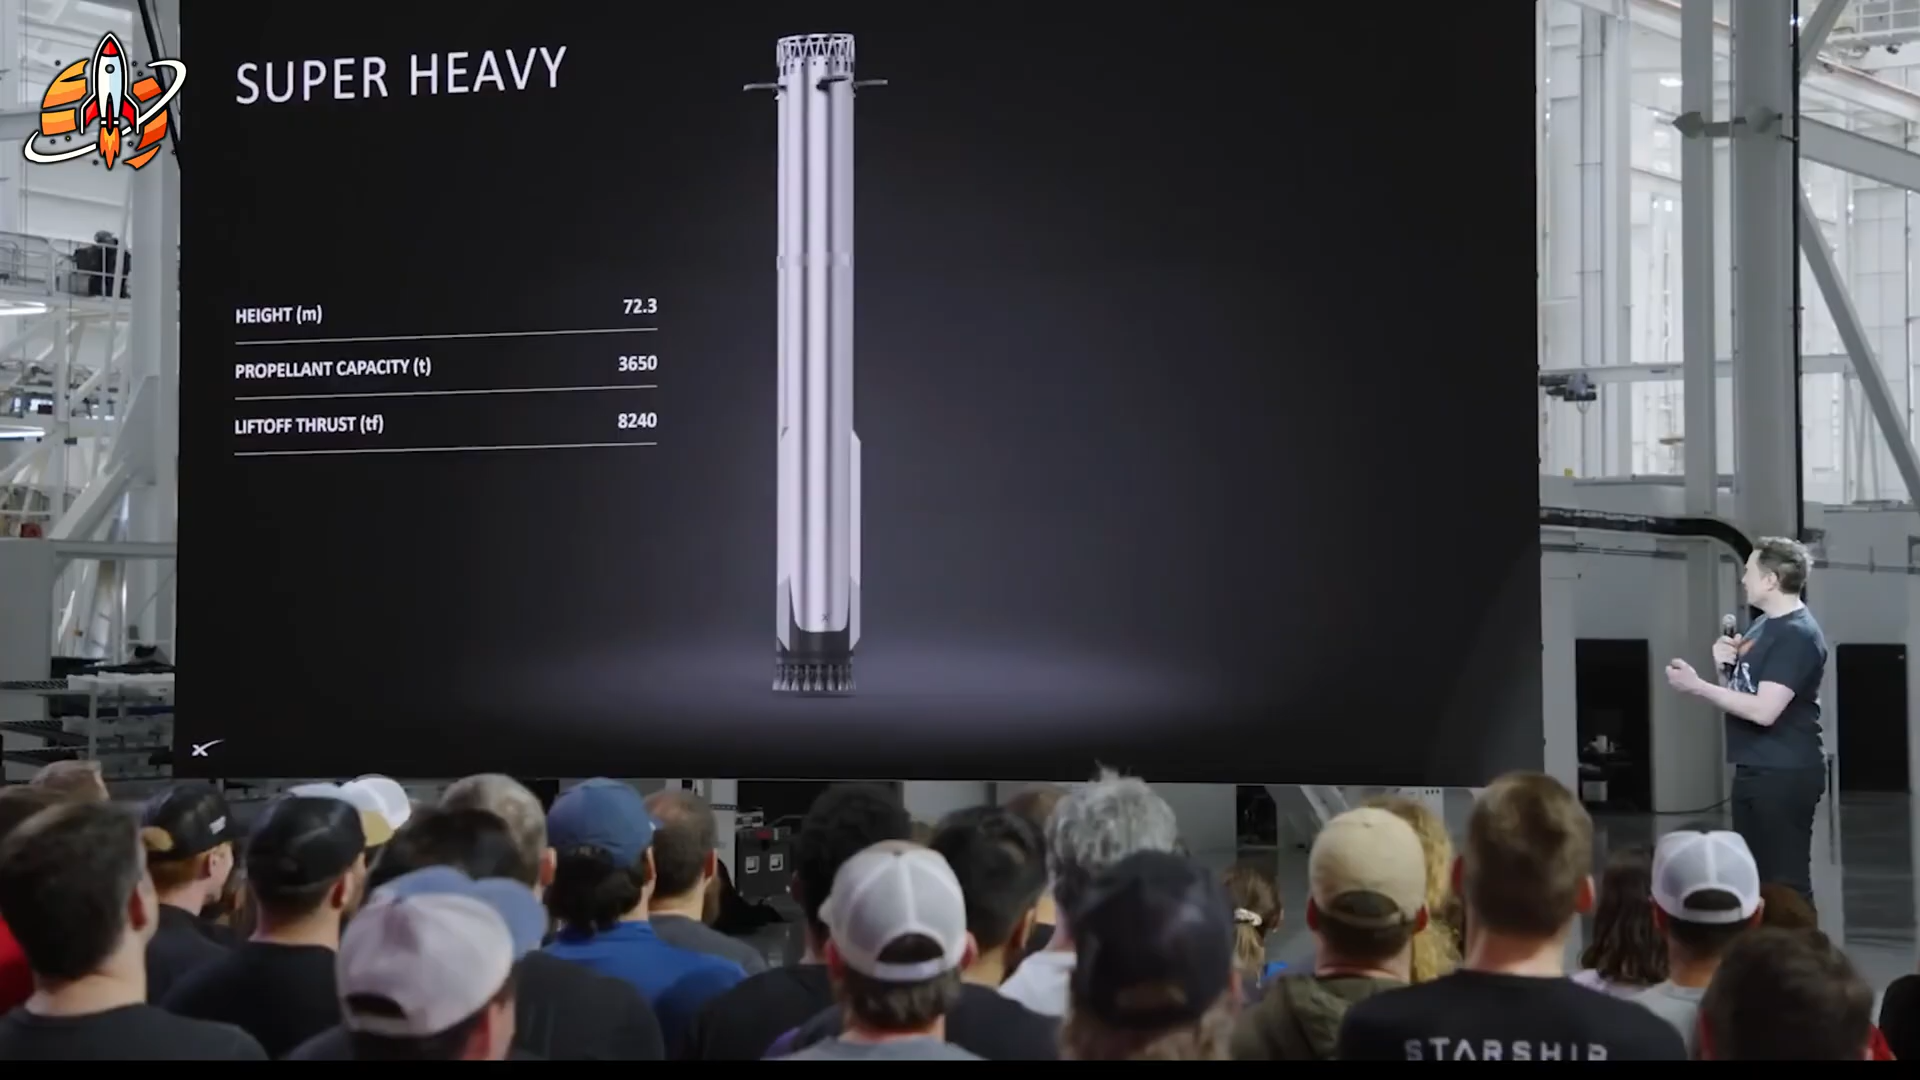 SUPER HEAVY
HEIGHT (m) 72.3
PROPELLANT CAPACITY (t) 3650
LIFTOFF THRUST (tf) 8240
X
STARSHIP